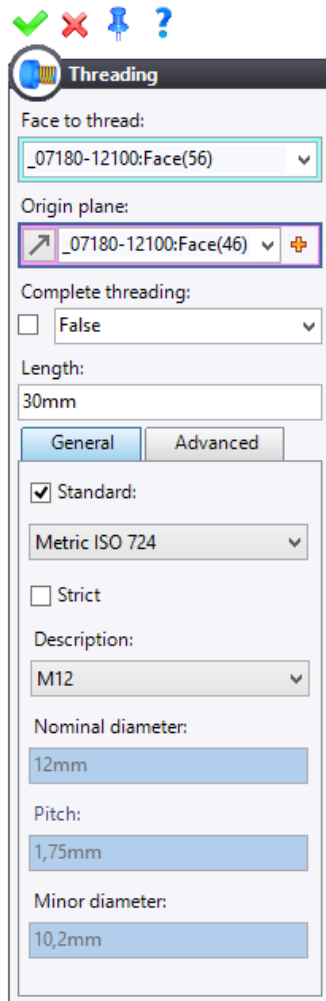 ?
Threading
Face to thread:
_07180-12100:Face(56)
Origin plane:
_07180-12100:Face(46)
Complete threading:
False
Length:
30mm
General Advanced
Standard:
Metric ISO 724
Strict
Description:
M12
Nominal diameter:
12mm
Pitch:
1,75mm
Minor diameter:
10,2mm